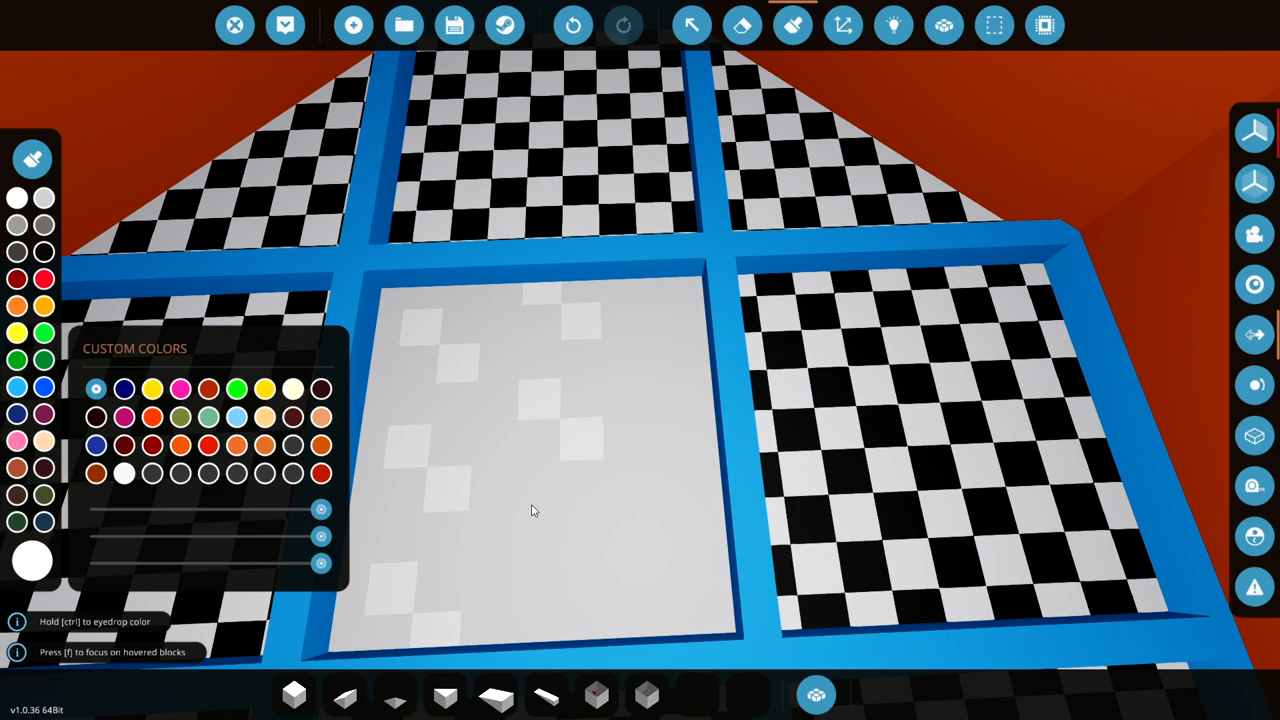 CUSTOM COLORS
Hold [ctrl] to eyedrop color
Press [f] to focus on hovered blocks
v1.0.36 64Bit